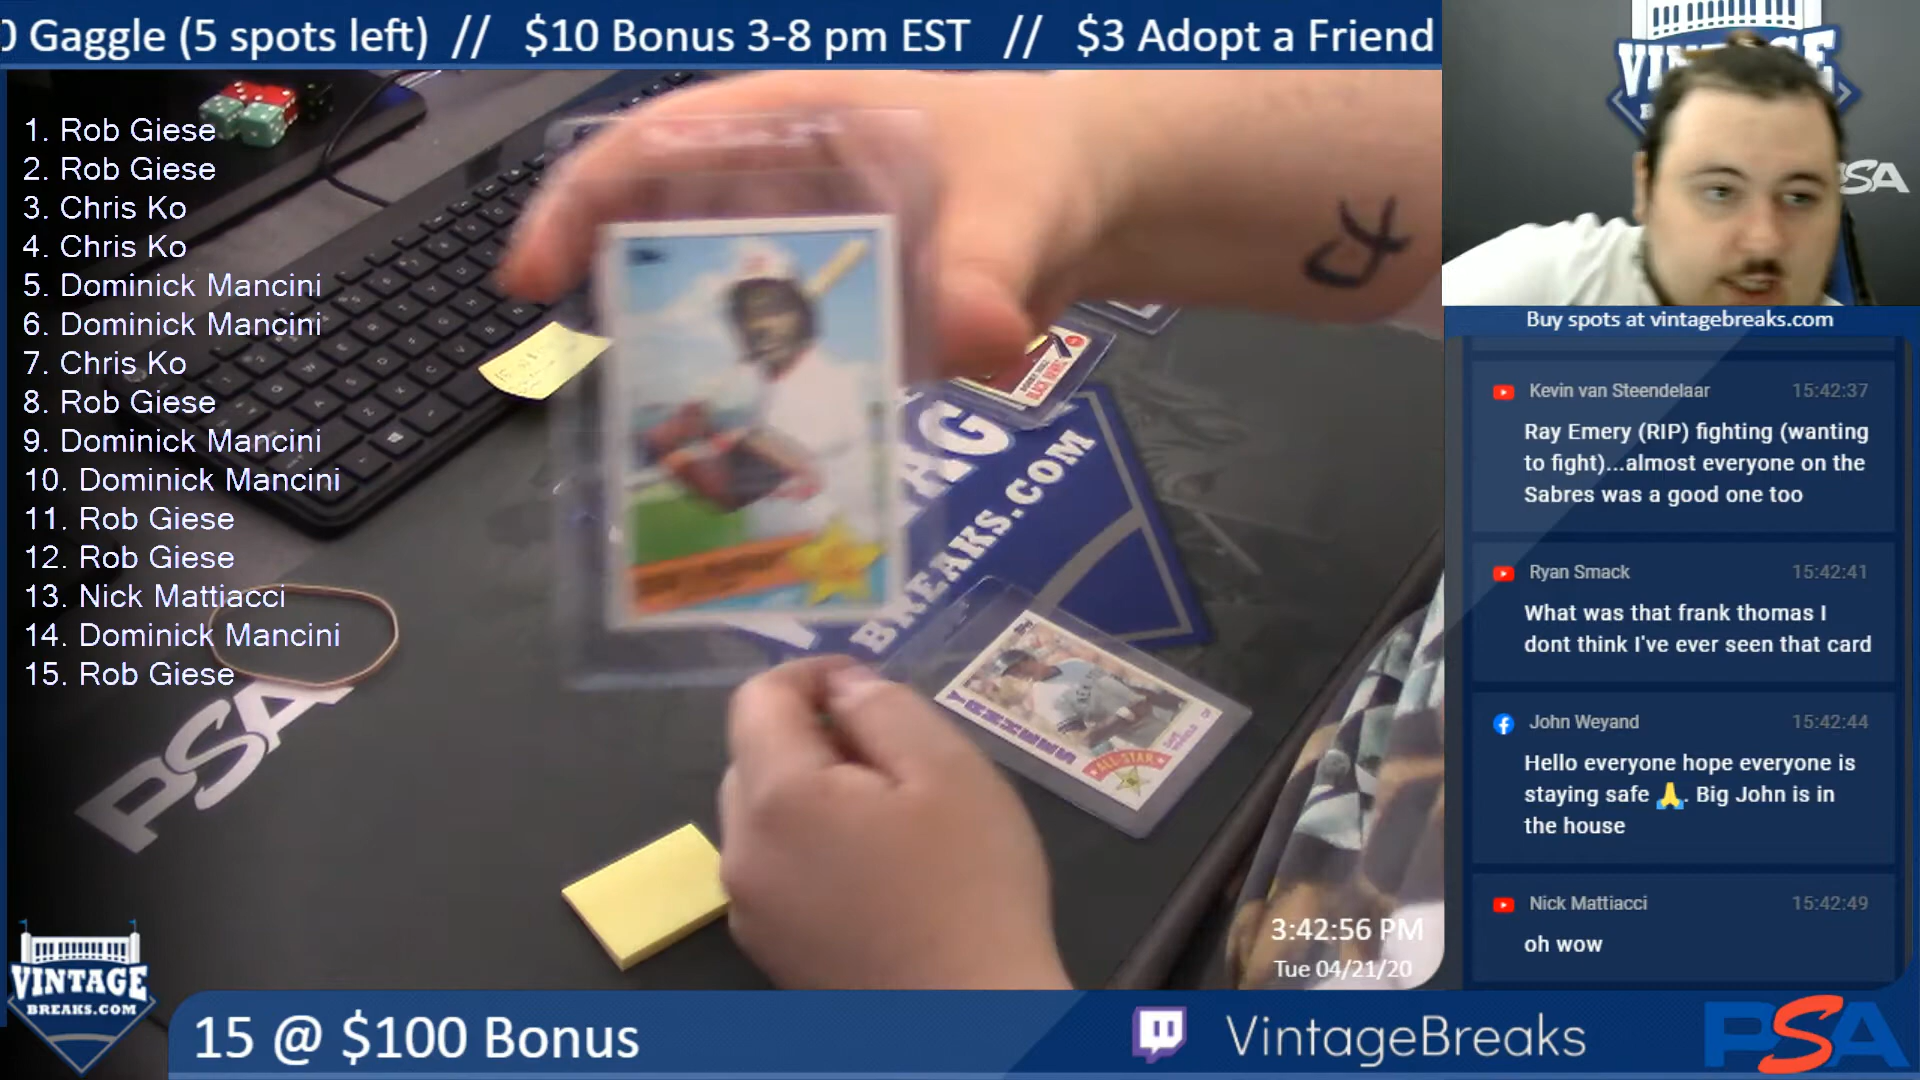 0 Gaggle (5 spots left) // $10 Bonus 3-8 pm EST // $3 Adopt a Friend
1. Rob Giese
2. Rob Giese
3. Chris Ko
4. Chris Ko
5. Dominick Mancini
6. Dominick Mancini
7. Chris Ko
8. Rob Giese
9. Dominick Mancini
10. Dominick Mancini
11. Rob Giese
12. Rob Giese
13. Nick Mattiacci
14. Dominick Mancini
15. Rob Giese
PSA
BREAKS.COM
YANKEES
ALL-STAR
3:42:56 PM
Tue 04/21/20
PSA
Buy spots at vintagebreaks.com
Kevin van Steendelaar 15:42:37
Ray Emery (RIP) fighting (wanting
to fight)...almost everyone on the
Sabres was a good one too
Ryan Smack 15:42:41
What was that frank thomas I
dont think I've ever seen that card
John Weyand 15:42:44
Hello everyone hope everyone is
staying safe 🙏. Big John is in
the house
Nick Mattiacci 15:42:49
oh wow
VINTAGE
BREAKS.COM
15 @ $100 Bonus
VintageBreaks
PSA